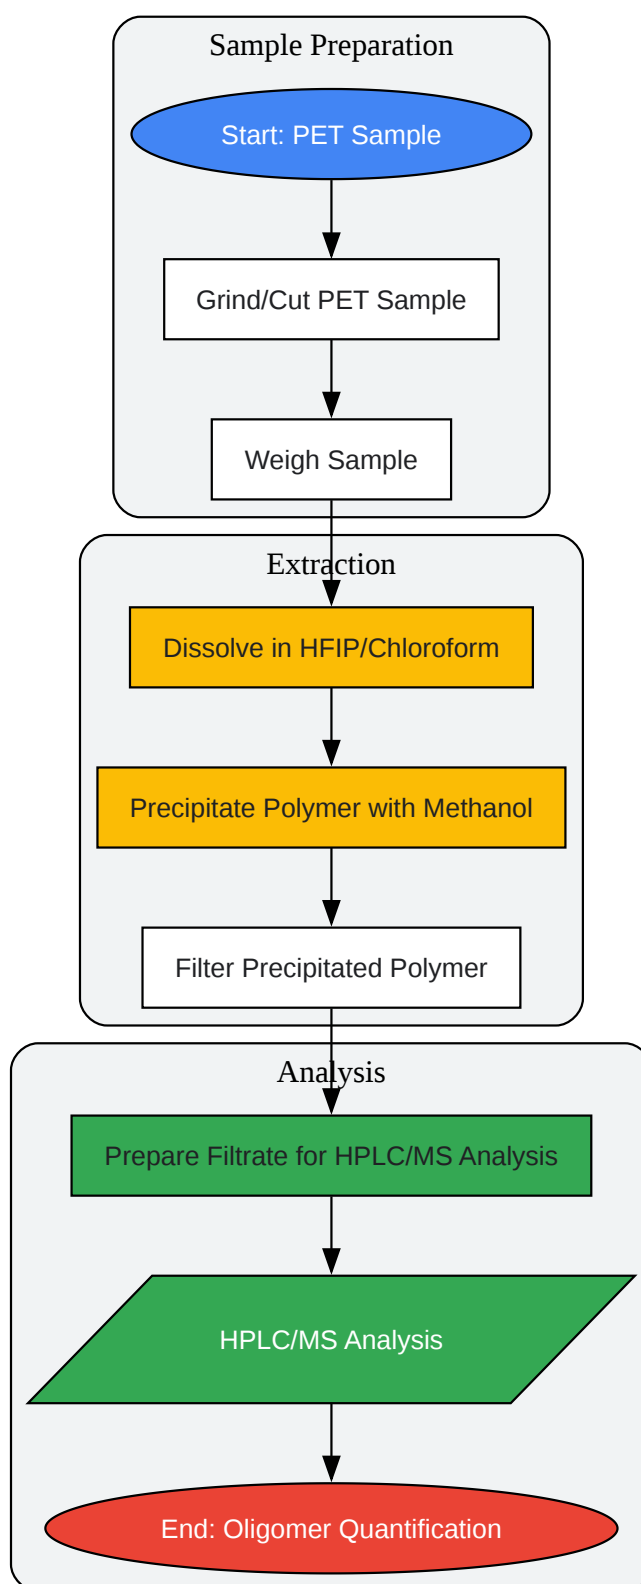 Sample Preparation
Start: PET Sample
Grind/Cut PET Sample
Weigh Sample
Extraction
Dissolve in HFIP/Chloroform
Precipitate Polymer with Methanol
Filter Precipitated Polymer
Analysis
Prepare Filtrate for HPLC/MS Analysis
HPLC/MS Analysis
End: Oligomer Quantification